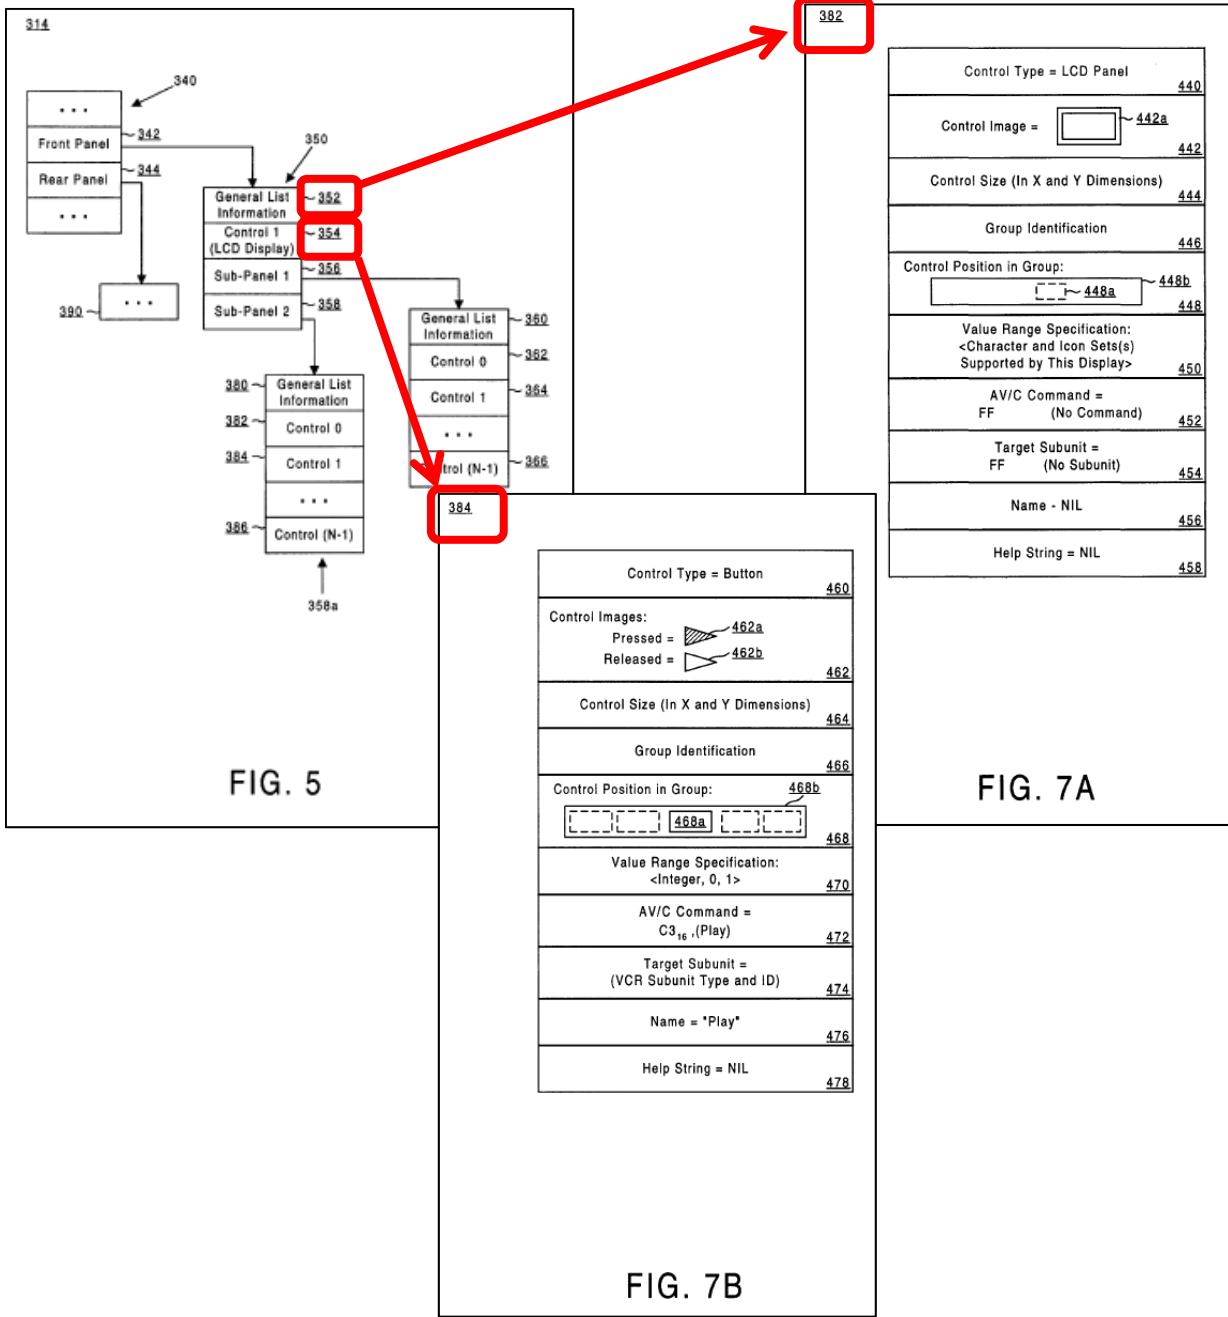 314
340
. . .
Front Panel
342
Rear Panel
344
. . .
390
. . .
350
General List
Information
352
Control 1
(LCD Display)
354
Sub-Panel 1
356
Sub-Panel 2
358
General List
Information
360
Control 0
362
Control 1
364
. . .
Control (N-1)
366
380
General List
Information
382
Control 0
384
Control 1
. . .
386
Control (N-1)
358a
FIG. 5
382
Control Type = LCD Panel
440
Control Image =
442a
442
Control Size (In X and Y Dimensions)
444
Group Identification
446
Control Position in Group:
448b
448a
448
Value Range Specification:
<Character and Icon Sets(s)
Supported by This Display>
450
AV/C Command =
FF (No Command)
452
Target Subunit =
FF (No Subunit)
454
Name - NIL
456
Help String = NIL
458
FIG. 7A
384
Control Type = Button
460
Control Images:
Pressed =
462a
Released =
462b
462
Control Size (In X and Y Dimensions)
464
Group Identification
466
Control Position in Group:
468b
468a
468
Value Range Specification:
<Integer, 0, 1>
470
AV/C Command =
C3₁₆ ,(Play)
472
Target Subunit =
(VCR Subunit Type and ID)
474
Name = "Play"
476
Help String = NIL
478
FIG. 7B